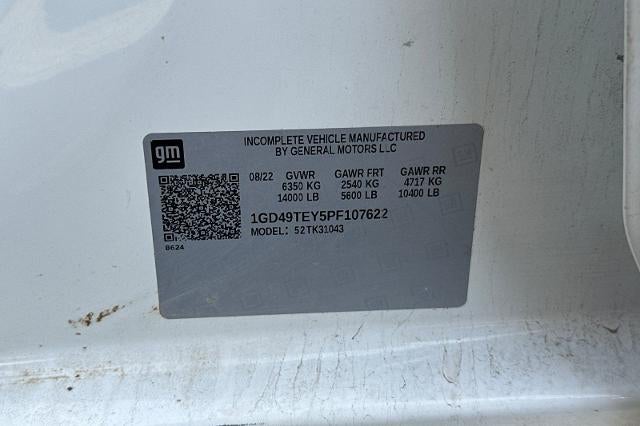 gm
INCOMPLETE VEHICLE MANUFACTURED
BY GENERAL MOTORS LLC
08/22 GVWR GAWR FRT GAWR RR
6350 KG 2540 KG 4717 KG
14000 LB 5600 LB 10400 LB
1GD49TEY5PF107622
MODEL: 52TK31043
8624